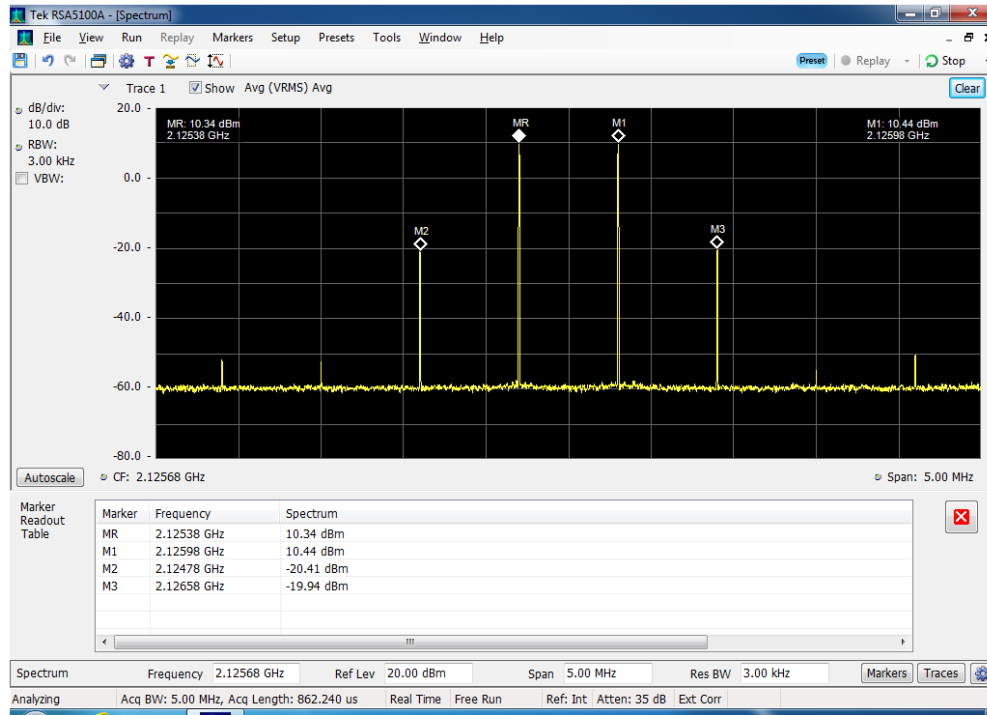 Tek RSA5100A - [Spectrum]
File View Run Replay Markers Setup Presets Tools Window Help
T Preset Replay Stop
Trace 1 Show Avg (VRMS) Avg Clear
dB/div:
10.0 dB
RBW:
3.00 kHz
VBW:
20.0
0.0
-20.0
-40.0
-60.0
-80.0
MR: 10.34 dBm
2.12538 GHz
MR
M1
M1: 10.44 dBm
2.12598 GHz
M2
M3
Autoscale CF: 2.12568 GHz Span: 5.00 MHz
Marker
Readout
Table
Marker Frequency Spectrum
MR 2.12538 GHz 10.34 dBm
M1 2.12598 GHz 10.44 dBm
M2 2.12478 GHz -20.41 dBm
M3 2.12658 GHz -19.94 dBm
Spectrum Frequency 2.12568 GHz Ref Lev 20.00 dBm Span 5.00 MHz Res BW 3.00 kHz Markers Traces
Analyzing Acq BW: 5.00 MHz, Acq Length: 862.240 us Real Time Free Run Ref: Int Atten: 35 dB Ext Corr